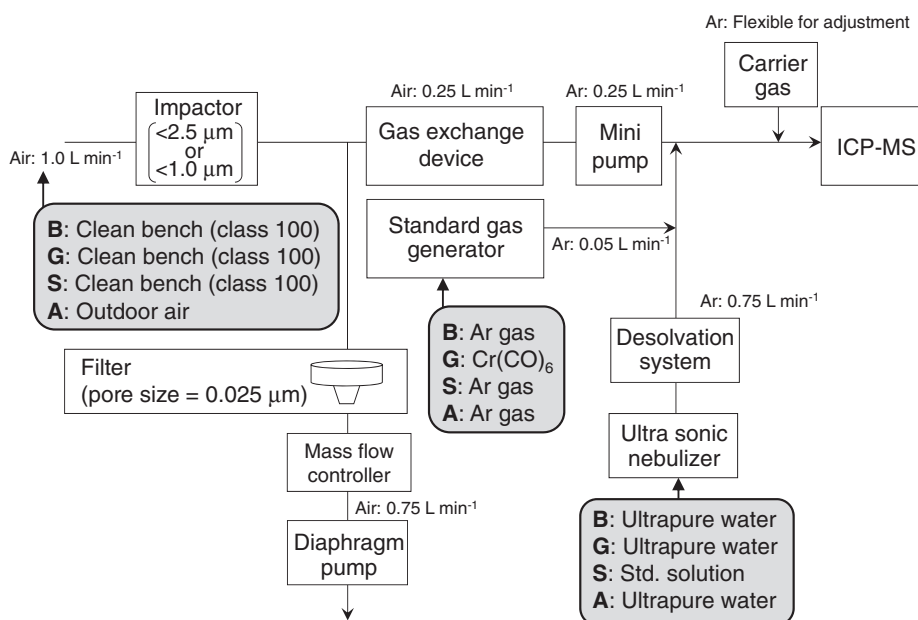 Ar: Flexible for adjustment
Carrier
gas
Air: 0.25 L min⁻¹
Ar: 0.25 L min⁻¹
Impactor
<2.5 µm
or
<1.0 µm
Gas exchange
device
Mini
pump
ICP-MS
Air: 1.0 L min⁻¹
B: Clean bench (class 100)
G: Clean bench (class 100)
S: Clean bench (class 100)
A: Outdoor air
Standard gas
generator
Ar: 0.05 L min⁻¹
B: Ar gas
G: Cr(CO)₆
S: Ar gas
A: Ar gas
Ar: 0.75 L min⁻¹
Desolvation
system
Ultra sonic
nebulizer
B: Ultrapure water
G: Ultrapure water
S: Std. solution
A: Ultrapure water
Filter
(pore size = 0.025 µm)
Mass flow
controller
Air: 0.75 L min⁻¹
Diaphragm
pump